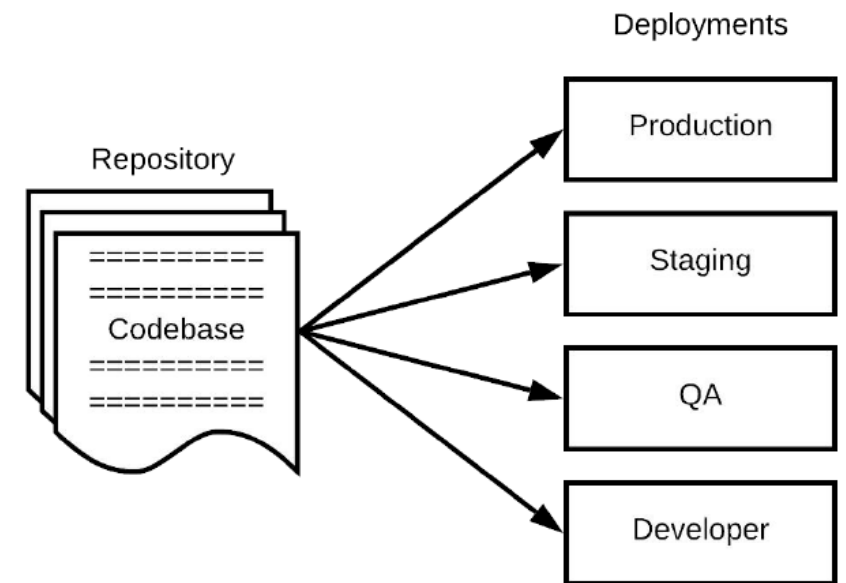 Deployments
Production
Repository
==========
==========
Codebase
==========
==========
Staging
QA
Developer